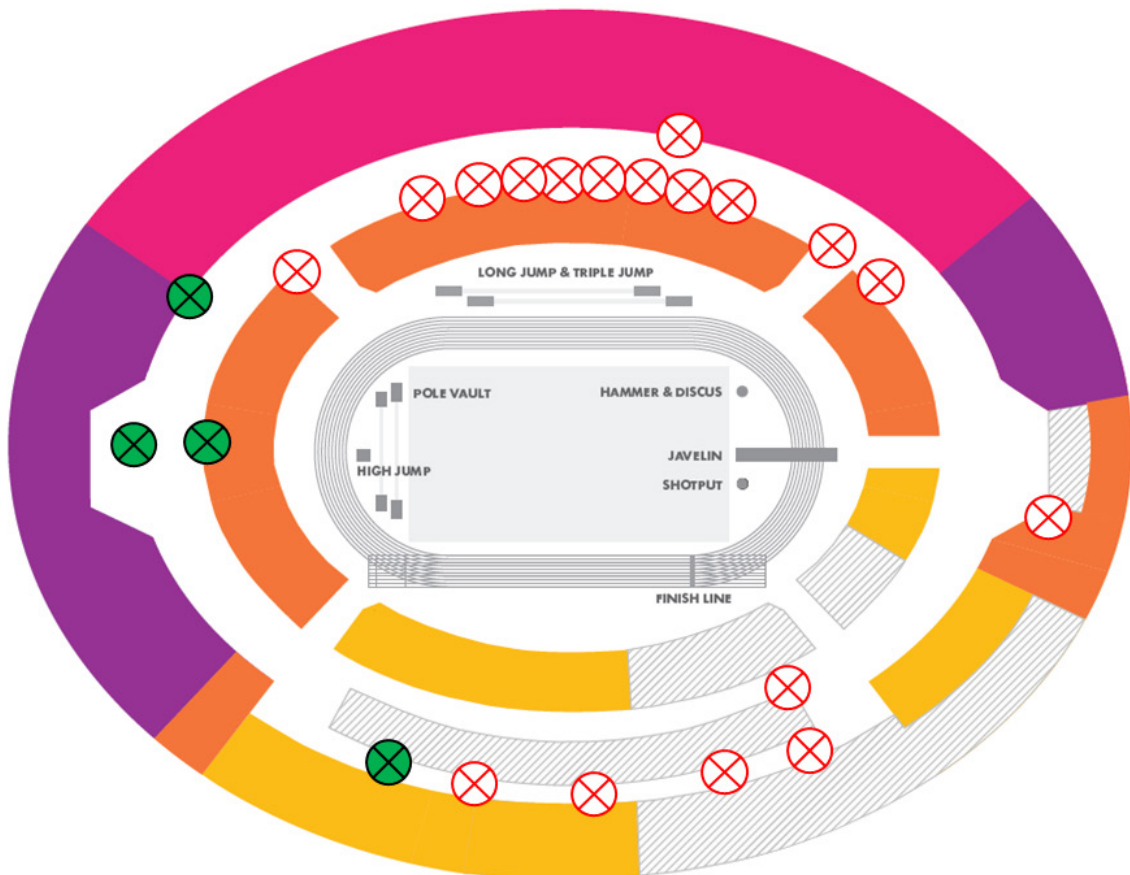 LONG JUMP & TRIPLE JUMP
POLE VAULT
HAMMER & DISCUS
HIGH JUMP
JAVELIN
SHOTPUT
FINISH LINE